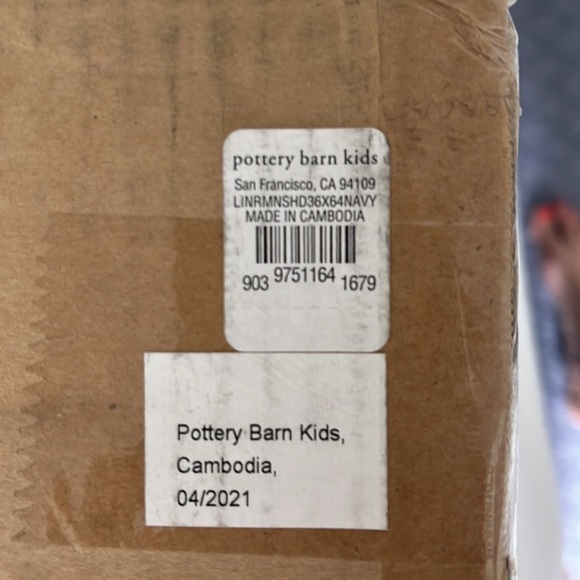 pottery barn kids
San Francisco, CA 94109
LINRMNSHD36X64NAVY
MADE IN CAMBODIA
903 9751164 1679
Pottery Barn Kids,
Cambodia,
04/2021